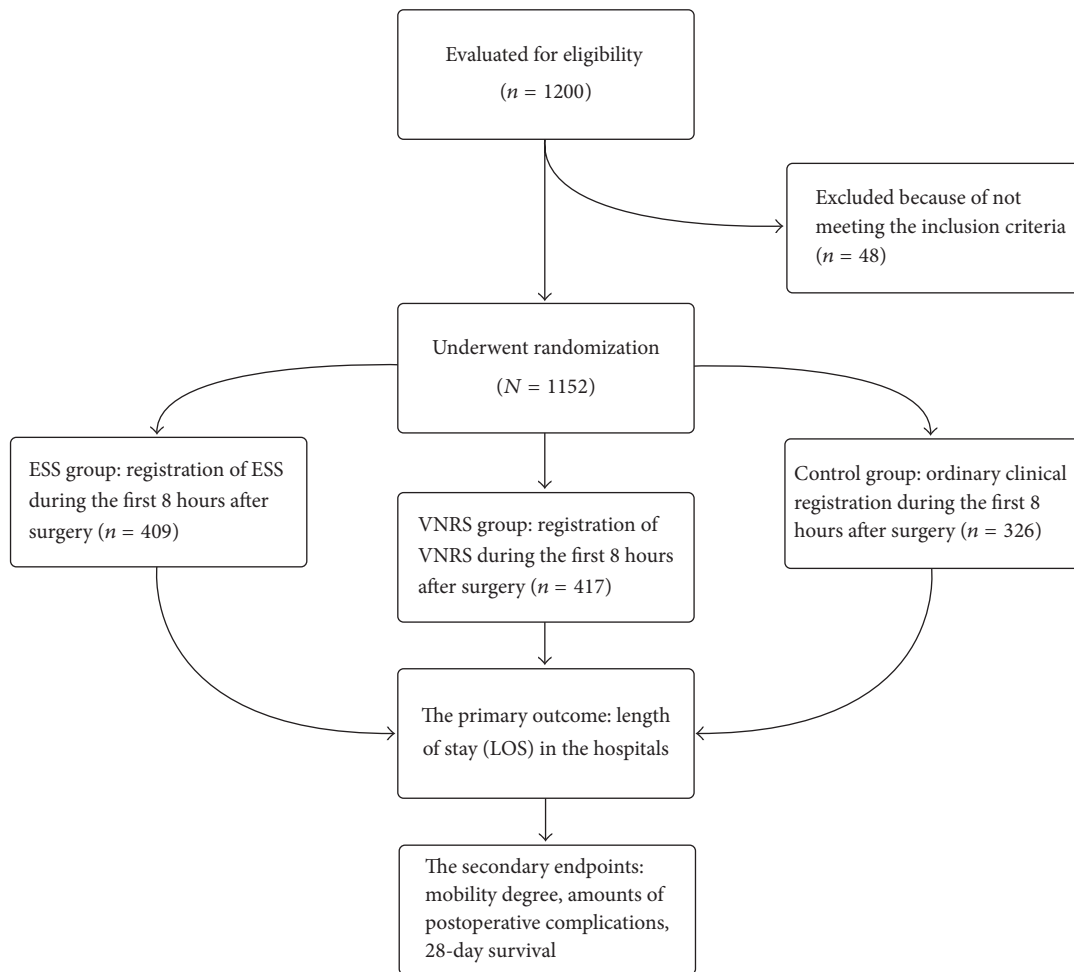 Evaluated for eligibility
(n = 1200)
Excluded because of not
meeting the inclusion criteria
(n = 48)
Underwent randomization
(N = 1152)
ESS group: registration of ESS
during the first 8 hours after
surgery (n = 409)
VNRS group: registration of
VNRS during the first 8 hours
after surgery (n = 417)
Control group: ordinary clinical
registration during the first 8
hours after surgery (n = 326)
The primary outcome: length
of stay (LOS) in the hospitals
The secondary endpoints:
mobility degree, amounts of
postoperative complications,
28-day survival